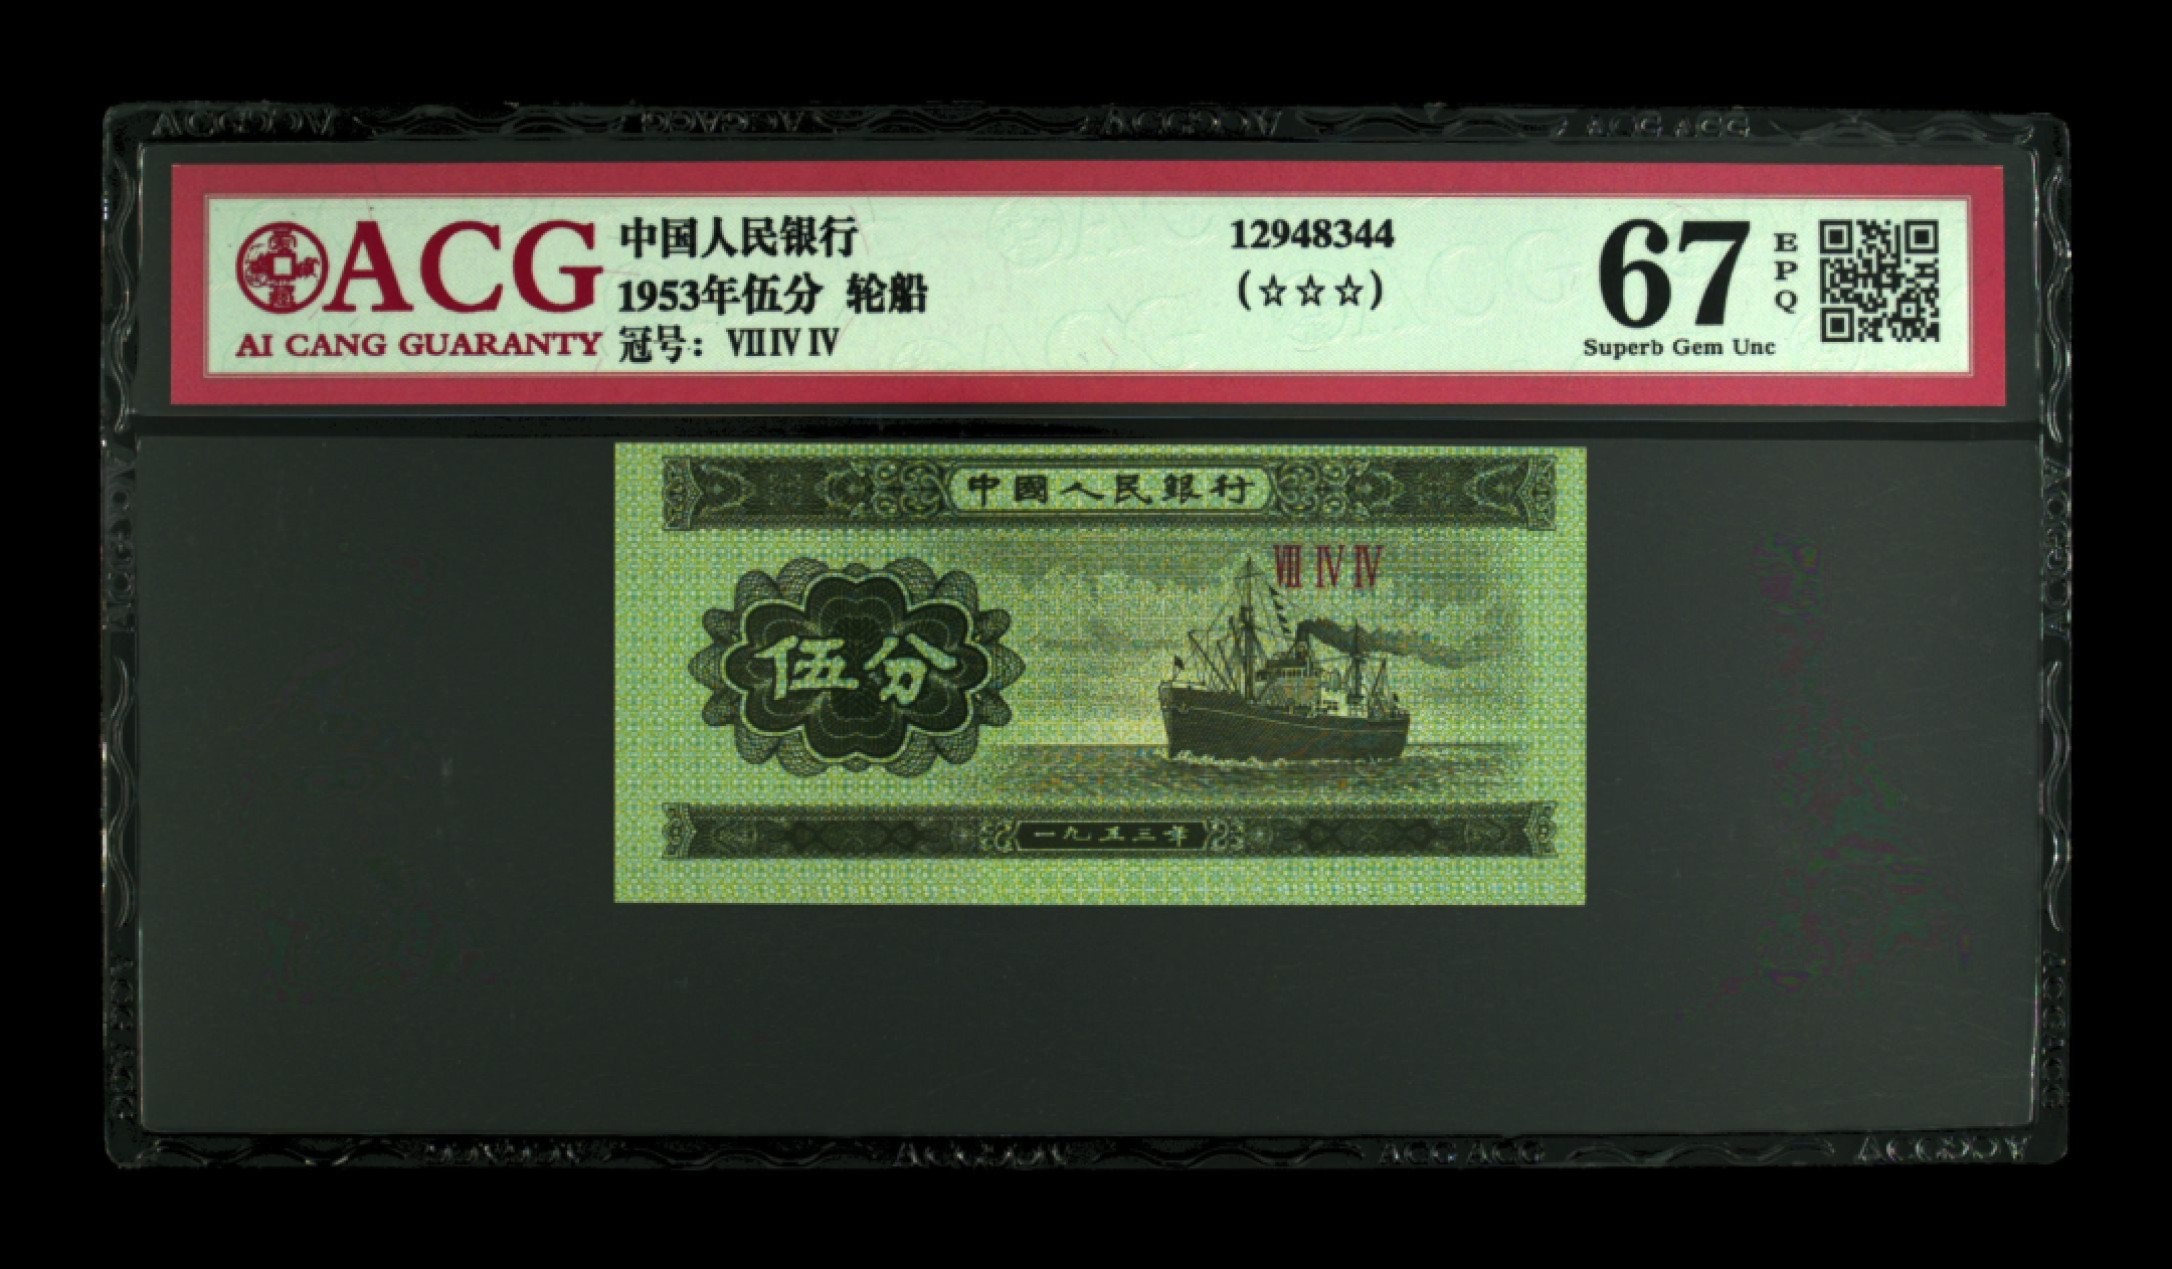 ACG
AI CANG GUARANTY
中国人民银行
1953年伍分 轮船
冠号：ⅦⅣ Ⅳ
12948344
(☆☆☆)
67
EPQ
Superb Gem Unc
中國人民銀行
Ⅶ Ⅳ Ⅳ
伍分
一九五三年